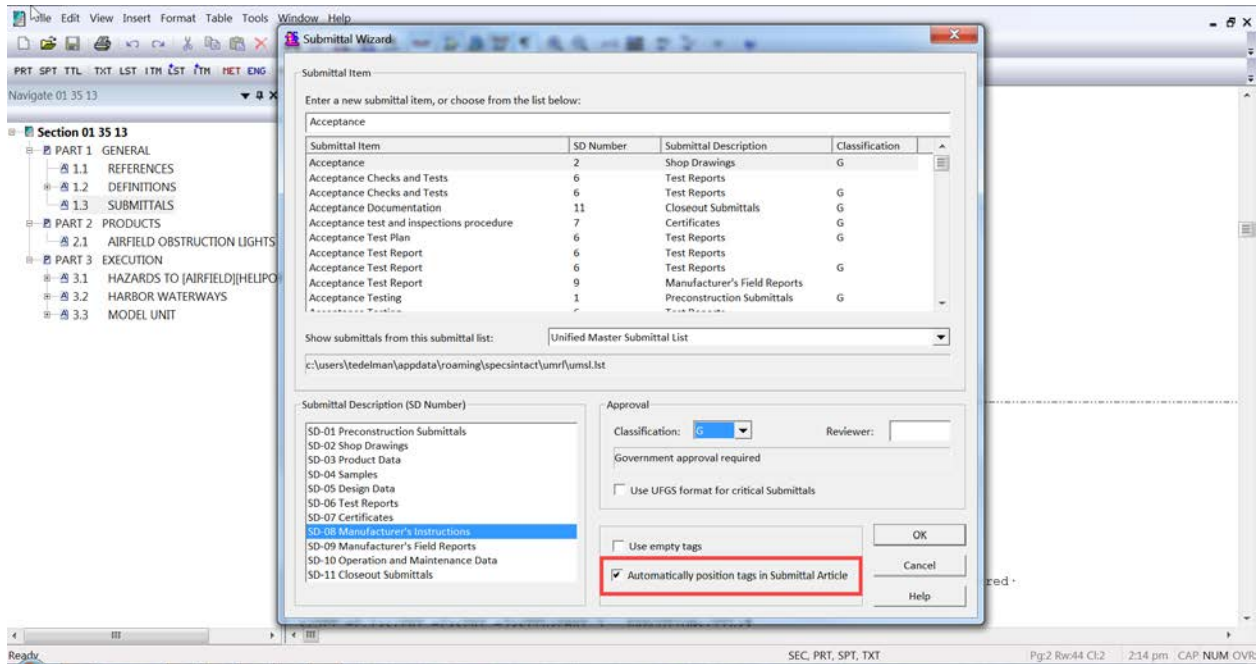 File Edit View Insert Format Table Tools Window Help
Submittal Wizard
PRT SPT TTL TXT LST ITM LST ITM MET ENG
Navigate 01 35 13
Section 01 35 13
PART 1 GENERAL
1.1 REFERENCES
1.2 DEFINITIONS
1.3 SUBMITTALS
PART 2 PRODUCTS
2.1 AIRFIELD OBSTRUCTION LIGHTS
PART 3 EXECUTION
3.1 HAZARDS TO [AIRFIELD][HELIPO
3.2 HARBOR WATERWAYS
3.3 MODEL UNIT
Submittal Item
Enter a new submittal item, or choose from the list below:
Acceptance
Submittal Item SD Number Submittal Description Classification
Acceptance 2 Shop Drawings G
Acceptance Checks and Tests 6 Test Reports
Acceptance Checks and Tests 6 Test Reports G
Acceptance Documentation 11 Closeout Submittals G
Acceptance test and inspections procedure 7 Certificates G
Acceptance Test Plan 6 Test Reports G
Acceptance Test Report 6 Test Reports
Acceptance Test Report 6 Test Reports G
Acceptance Test Report 9 Manufacturer's Field Reports
Acceptance Testing 1 Preconstruction Submittals G
Show submittals from this submittal list: Unified Master Submittal List
c:\users\tedelman\appdata\roaming\specsintact\umrl\umsl.lst
Submittal Description (SD Number)
SD-01 Preconstruction Submittals
SD-02 Shop Drawings
SD-03 Product Data
SD-04 Samples
SD-05 Design Data
SD-06 Test Reports
SD-07 Certificates
SD-08 Manufacturer's Instructions
SD-09 Manufacturer's Field Reports
SD-10 Operation and Maintenance Data
SD-11 Closeout Submittals
Approval
Classification: G Reviewer:
Government approval required
Use UFGS format for critical Submittals
Use empty tags
Automatically position tags in Submittal Article
OK
Cancel
Help
red
Ready SEC, PRT, SPT, TXT Pg:2 Rw:44 Cl:2 2:14 pm CAP NUM OVR